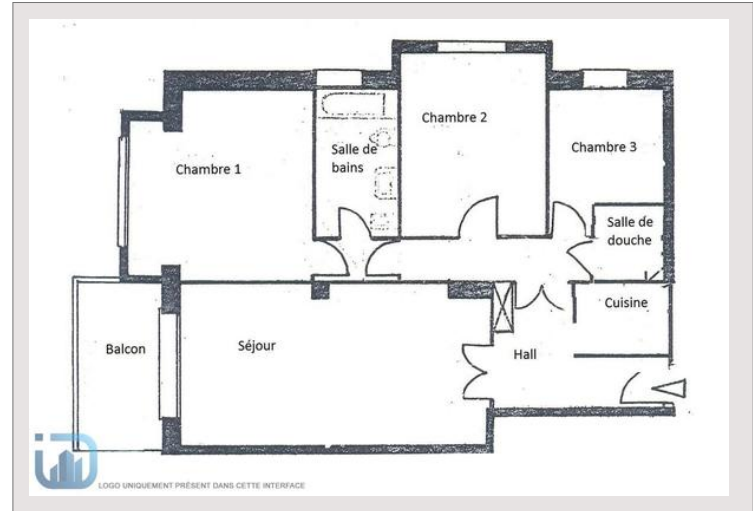 Chambre 2
Chambre 1
Salle de
bains
Chambre 3
Salle de
douche
Cuisine
Balcon
Séjour
Hall
LOGO UNIQUEMENT PRÉSENT DANS CETTE INTERFACE